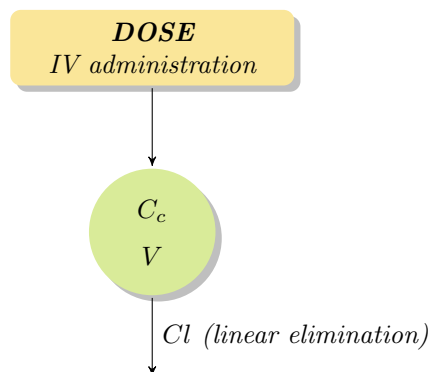 DOSE
IV administration
C_c
V
Cl (linear elimination)